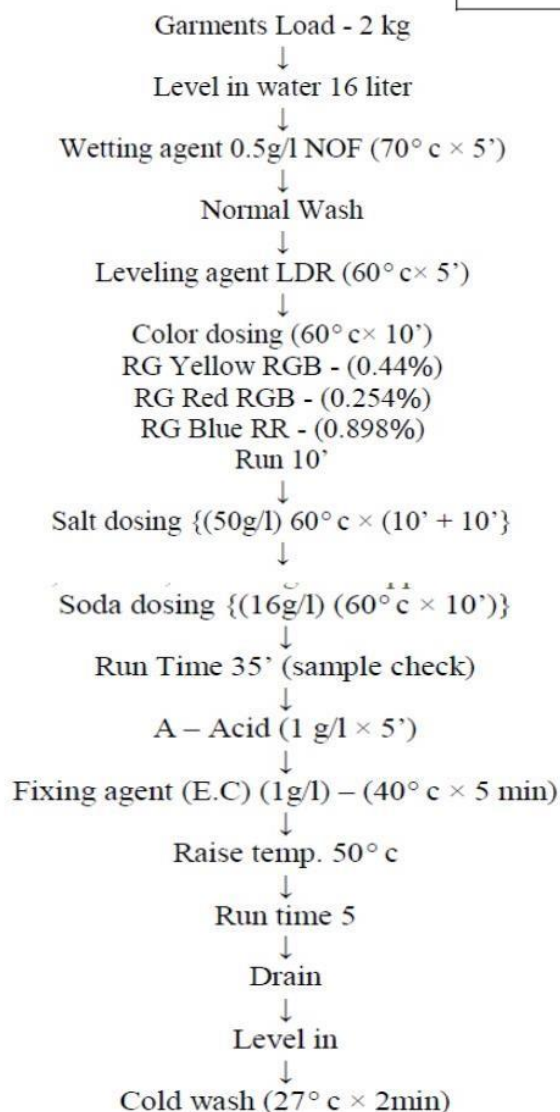 Garments Load - 2 kg
↓
Level in water 16 liter
↓
Wetting agent 0.5g/l NOF (70° c × 5’)
↓
Normal Wash
↓
Leveling agent LDR (60° c× 5’)
↓
Color dosing (60° c× 10’)
RG Yellow RGB - (0.44%)
RG Red RGB - (0.254%)
RG Blue RR - (0.898%)
Run 10’
↓
Salt dosing {(50g/l) 60° c × (10’ + 10’}
↓
Soda dosing {(16g/l) (60° c × 10’)}
↓
Run Time 35’ (sample check)
↓
A – Acid (1 g/l × 5’)
↓
Fixing agent (E.C) (1g/l) – (40° c × 5 min)
↓
Raise temp. 50° c
↓
Run time 5
↓
Drain
↓
Level in
↓
Cold wash (27° c × 2min)